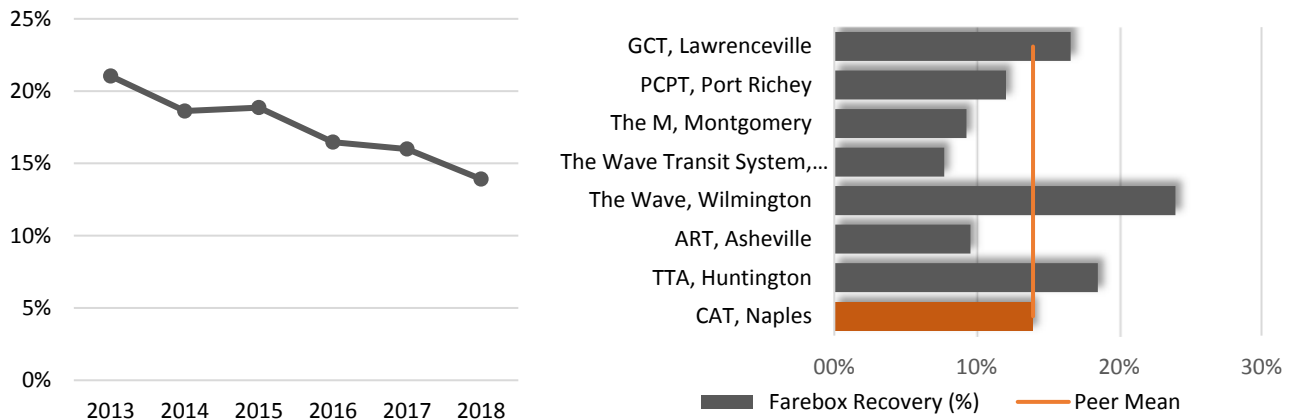 25%
20%
15%
10%
5%
0%
2013 2014 2015 2016 2017 2018
GCT, Lawrenceville
PCPT, Port Richey
The M, Montgomery
The Wave Transit System,...
The Wave, Wilmington
ART, Asheville
TTA, Huntington
CAT, Naples
00% 10% 20% 30%
Farebox Recovery (%) Peer Mean